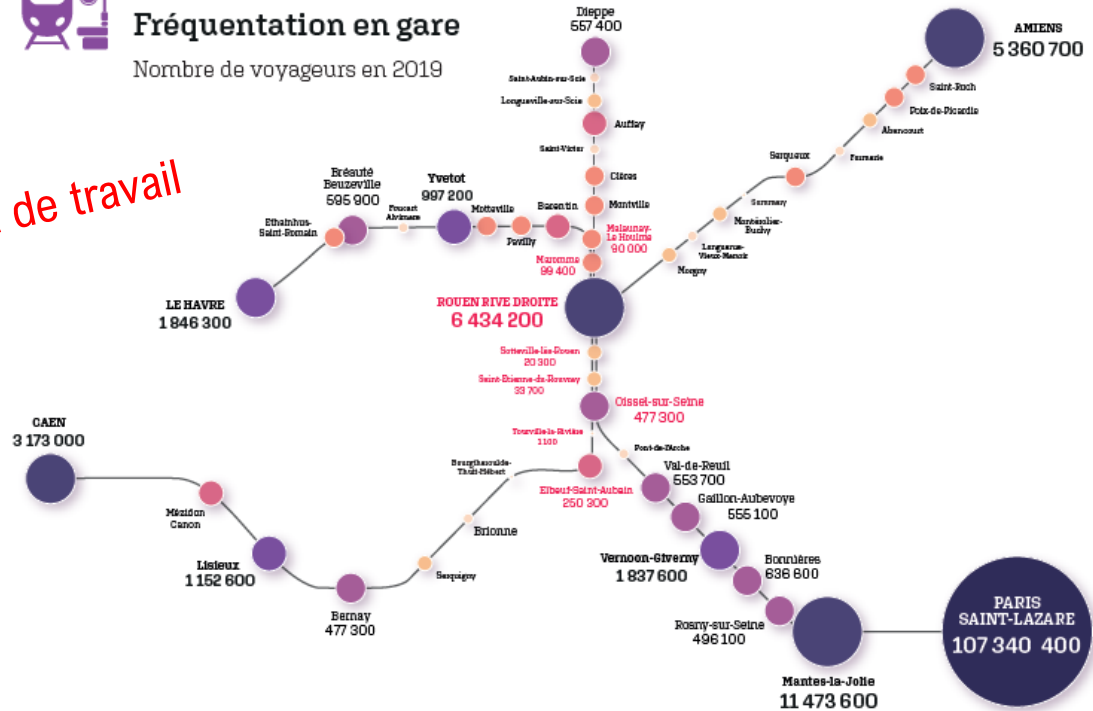 Fréquentation en gare
Nombre de voyageurs en 2019
de travail
Dieppe
557 400
Saint-Aubin-sur-Scie
Longueville-sur-Scie
Auffay
Saint-Victor
Clères
Montville
Malaunay-
Le Houlme
90 000
Maromme
99 400
AMIENS
5 360 700
Saint-Roch
Poix-de-Picardie
Abancourt
Formerie
Serqueux
Sommery
Montérolier-
Buchy
Longuerue-
Vieux-Manoir
Morgny
Bréauté
Beuzeville
595 900
Yvetot
997 200
Foucart
Alvimare
Motteville
Pavilly
Barentin
Ethainhus-
Saint-Romain
LE HAVRE
1 846 300
ROUEN RIVE DROITE
6 434 200
Sotteville-lès-Rouen
20 300
Saint-Etienne-du-Rouvray
33 700
Oissel-sur-Seine
477 300
Tourville-la-Rivière
1 100
Elbeuf-Saint-Aubain
250 300
CAEN
3 173 000
Mézidon
Canon
Lisieux
1 152 600
Bernay
477 300
Serquigny
Brionne
Bourgtheroulde-
Thuit-Hébert
Pont-de-l'Arche
Val-de-Reuil
553 700
Gaillon-Aubevoye
555 100
Vernoon-Giverny
1 837 600
Bonnières
636 600
Rosny-sur-Seine
496 100
Mantes-la-Jolie
11 473 600
PARIS
SAINT-LAZARE
107 340 400